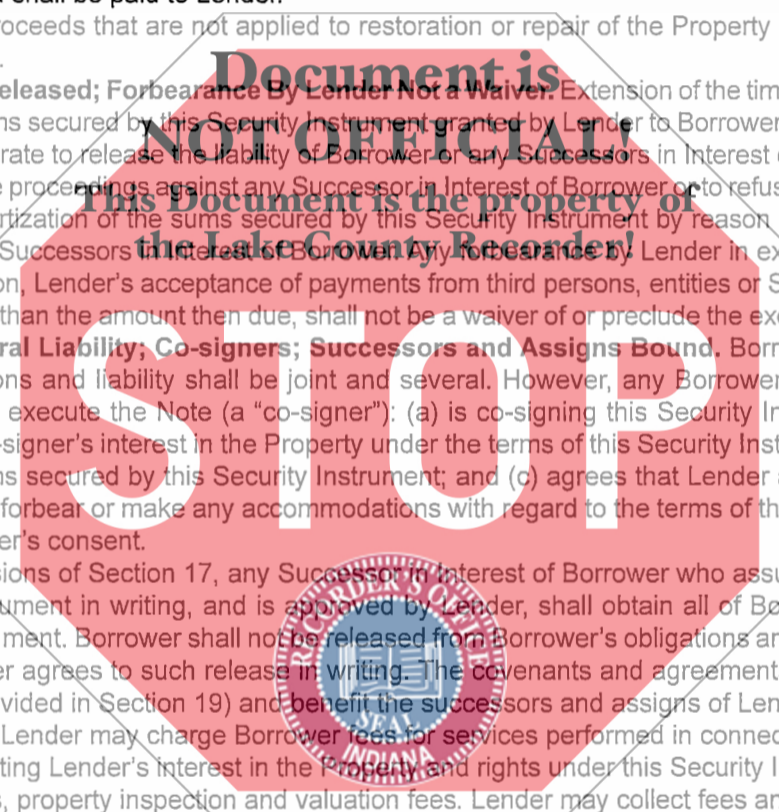 shall be paid to Lender.
roceeds that are not applied to restoration or repair of the Property
Document is
eleased; Forbearance By Lender Not a Waiver. Extension of the tim
ns secured by this Security Instrument granted by Lender to Borrower
NOT OFFICIAL!
rate to release the liability of Borrower or any Successors in Interest
e proceedings against any Successor in Interest of Borrower or to refus
This Document is the property of
rtization of the sums secured by this Security Instrument by reason
the Lake County Recorder!
Successors in Interest of Borrower. Any forbearance by Lender in ex
on, Lender's acceptance of payments from third persons, entities or S
than the amount then due, shall not be a waiver of or preclude the exe
ral Liability; Co-signers; Successors and Assigns Bound. Borr
ons and liability shall be joint and several. However, any Borrower
STOP
execute the Note (a “co-signer”): (a) is co-signing this Security In
-signer's interest in the Property under the terms of this Security Inst
ns secured by this Security Instrument; and (c) agrees that Lender
forbear or make any accommodations with regard to the terms of th
er's consent.
sions of Section 17, any Successor in Interest of Borrower who assu
ument in writing, and is approved by Lender, shall obtain all of Bo
ment. Borrower shall not be released from Borrower's obligations an
er agrees to such release in writing. The covenants and agreement
vided in Section 19) and benefit the successors and assigns of Len
RECORDER'S OFFICE
SEAL
INDIANA
Lender may charge Borrower fees for services performed in connec
ting Lender's interest in the Property and rights under this Security I
, property inspection and valuation fees. Lender may collect fees an